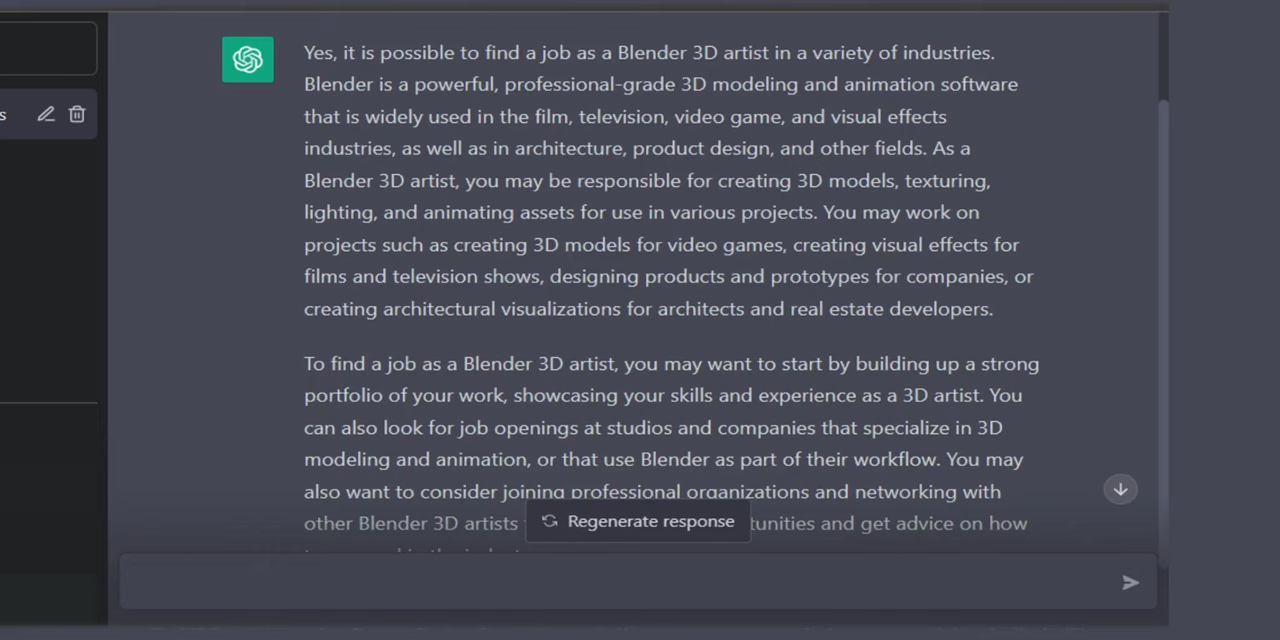 Yes, it is possible to find a job as a Blender 3D artist in a variety of industries.
Blender is a powerful, professional-grade 3D modeling and animation software
that is widely used in the film, television, video game, and visual effects
industries, as well as in architecture, product design, and other fields. As a
Blender 3D artist, you may be responsible for creating 3D models, texturing,
lighting, and animating assets for use in various projects. You may work on
projects such as creating 3D models for video games, creating visual effects for
films and television shows, designing products and prototypes for companies, or
creating architectural visualizations for architects and real estate developers.
To find a job as a Blender 3D artist, you may want to start by building up a strong
portfolio of your work, showcasing your skills and experience as a 3D artist. You
can also look for job openings at studios and companies that specialize in 3D
modeling and animation, or that use Blender as part of their workflow. You may
also want to consider joining professional organizations and networking with
other Blender 3D artists tunities and get advice on how
Regenerate response